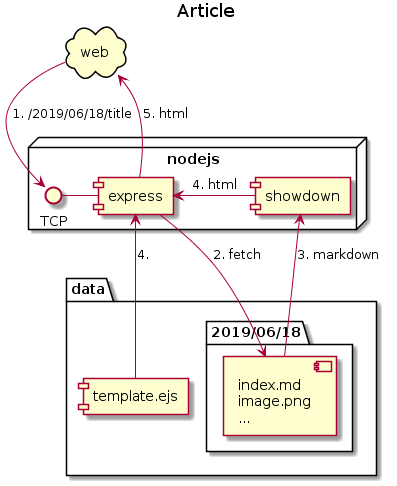 Article
web
1. /2019/06/18/title
5. html
nodejs
express
4. html
showdown
TCP
4.
2. fetch
3. markdown
data
2019/06/18
template.ejs
index.md
image.png
...